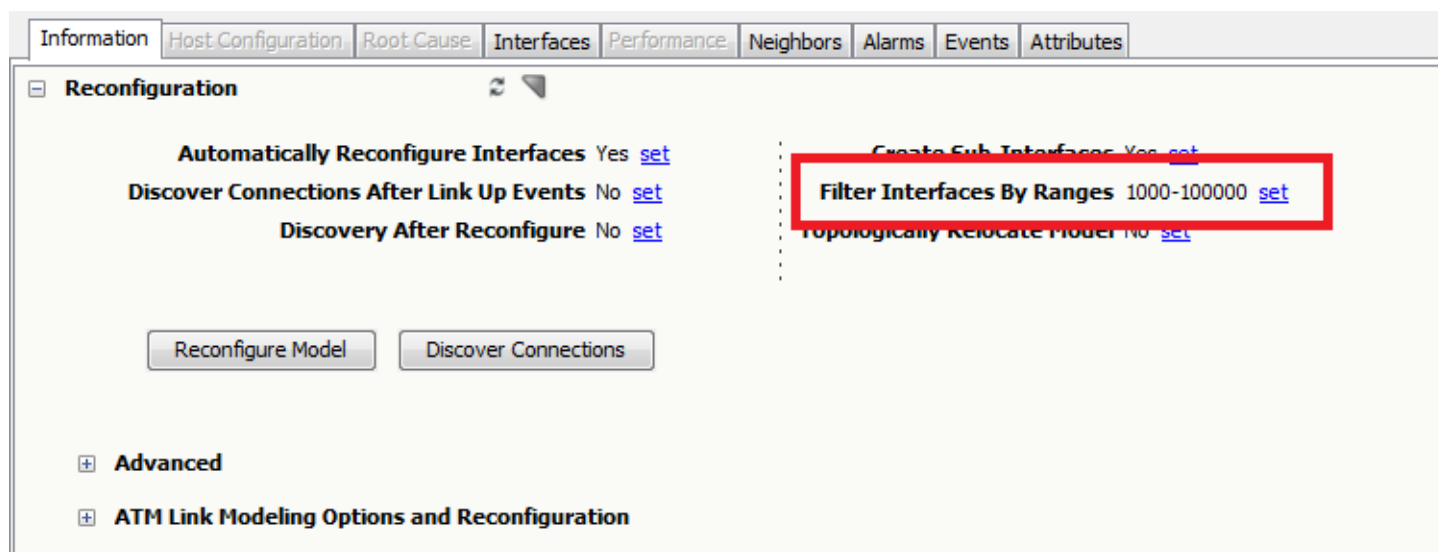 Information Host Configuration Root Cause Interfaces Performance Neighbors Alarms Events Attributes
Reconfiguration
Automatically Reconfigure Interfaces Yes set
Discover Connections After Link Up Events No set
Discovery After Reconfigure No set
Create Sub-Interfaces Yes set
Filter Interfaces By Ranges 1000-100000 set
Topologically Relocate Model No set
Reconfigure Model Discover Connections
Advanced
ATM Link Modeling Options and Reconfiguration